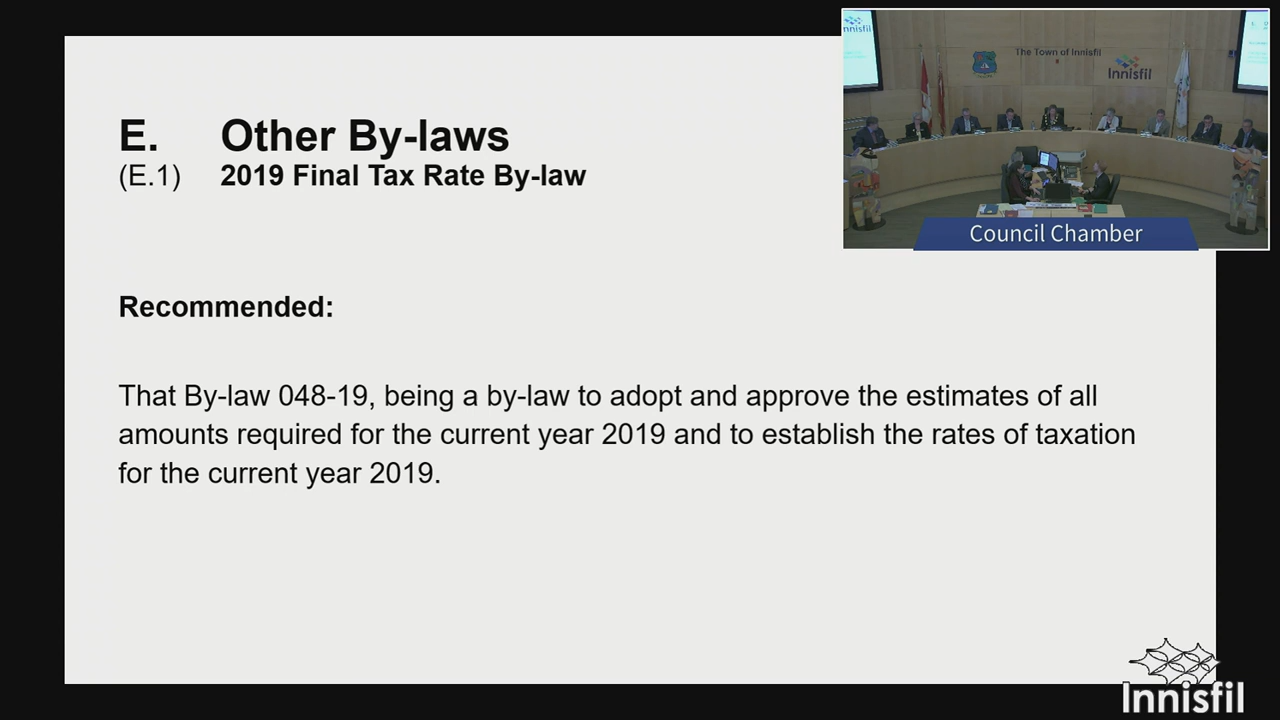 E. Other By-laws
(E.1) 2019 Final Tax Rate By-law
Recommended:
That By-law 048-19, being a by-law to adopt and approve the estimates of all
amounts required for the current year 2019 and to establish the rates of taxation
for the current year 2019.
nnisfil
The Town of Innisfil
Innisfil
Council Chamber
Innisfil